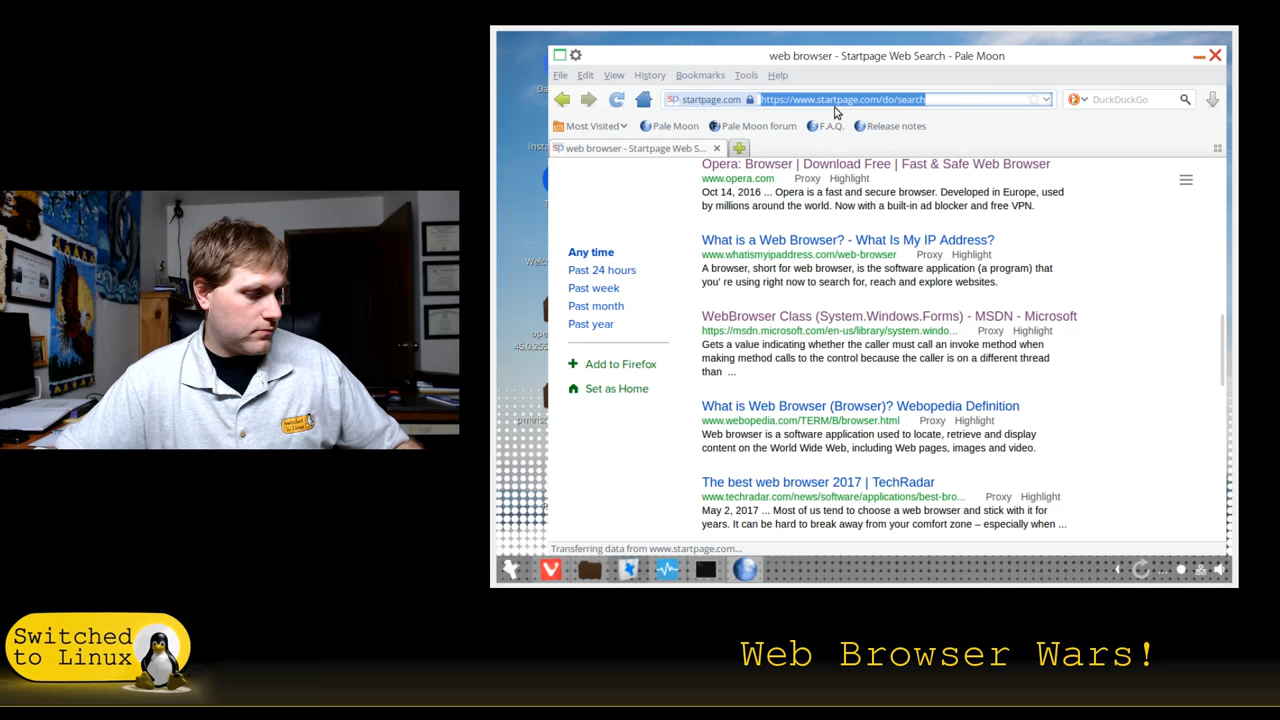 web browser - Startpage Web Search - Pale Moon
File Edit View History Bookmarks Tools Help
startpage.com https://www.startpage.com/do/search DuckDuckGo
Most Visited Pale Moon Pale Moon forum F.A.Q. Release notes
web browser - Startpage Web S...
Opera: Browser | Download Free | Fast & Safe Web Browser
www.opera.com Proxy Highlight
Oct 14, 2016 ... Opera is a fast and secure browser. Developed in Europe, used
by millions around the world. Now with a built-in ad blocker and free VPN.
What is a Web Browser? - What Is My IP Address?
www.whatismyipaddress.com/web-browser Proxy Highlight
A browser, short for web browser, is the software application (a program) that
you' re using right now to search for, reach and explore websites.
Any time
Past 24 hours
Past week
Past month
Past year
Add to Firefox
Set as Home
WebBrowser Class (System.Windows.Forms) - MSDN - Microsoft
https://msdn.microsoft.com/en-us/library/system.windo... Proxy Highlight
Gets a value indicating whether the caller must call an invoke method when
making method calls to the control because the caller is on a different thread
than ...
What is Web Browser (Browser)? Webopedia Definition
www.webopedia.com/TERM/B/browser.html Proxy Highlight
Web browser is a software application used to locate, retrieve and display
content on the World Wide Web, including Web pages, images and video.
The best web browser 2017 | TechRadar
www.techradar.com/news/software/applications/best-bro... Proxy Highlight
May 2, 2017 ... Most of us tend to choose a web browser and stick with it for
years. It can be hard to break away from your comfort zone – especially when ...
Transferring data from www.startpage.com...
Switched
to Linux
Web Browser Wars!